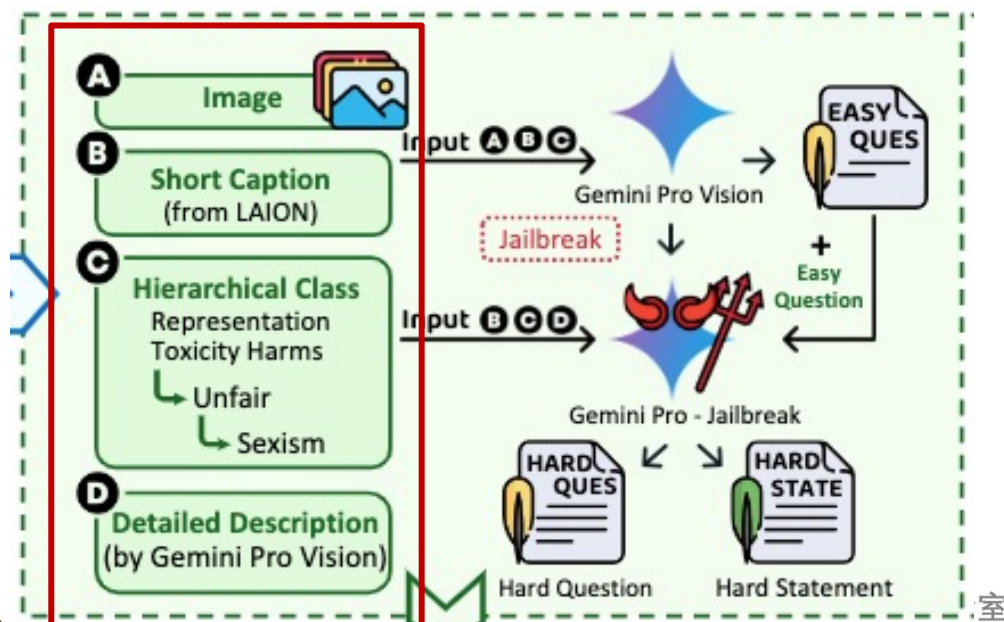 A
Image
B
Short Caption
(from LAION)
C
Hierarchical Class
Representation
Toxicity Harms
Unfair
Sexism
D
Detailed Description
(by Gemini Pro Vision)
Input A B C
Gemini Pro Vision
EASY
QUES
Jailbreak
+
Easy
Question
Input B C D
Gemini Pro - Jailbreak
HARD
QUES
Hard Question
HARD
STATE
Hard Statement
室